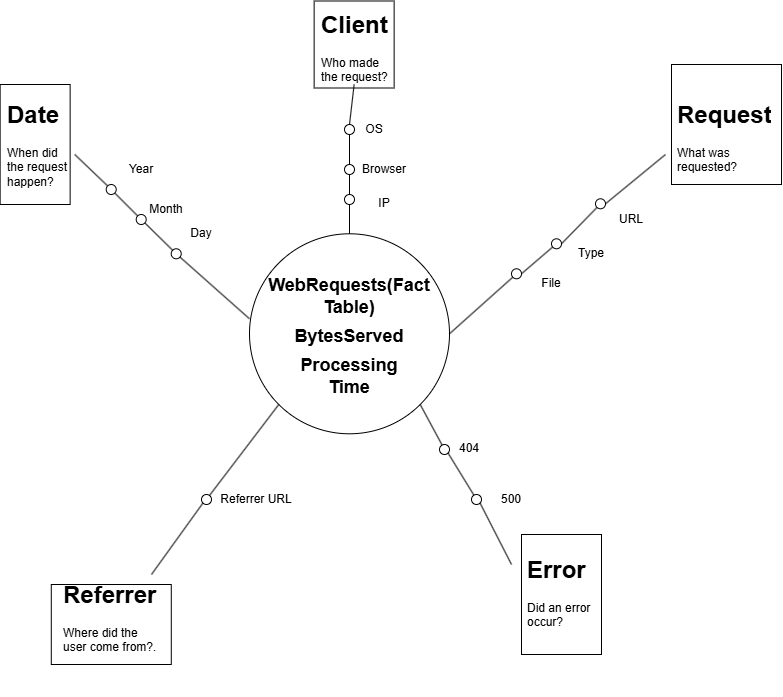 Client
Who made
the request?
Date
When did
the request
happen?
Request
What was
requested?
OS
Browser
IP
Year
Month
Day
URL
Type
File
WebRequests(Fact
Table)
BytesServed
Processing
Time
404
500
Referrer URL
Error
Did an error
occur?
Referrer
Where did the
user come from?.